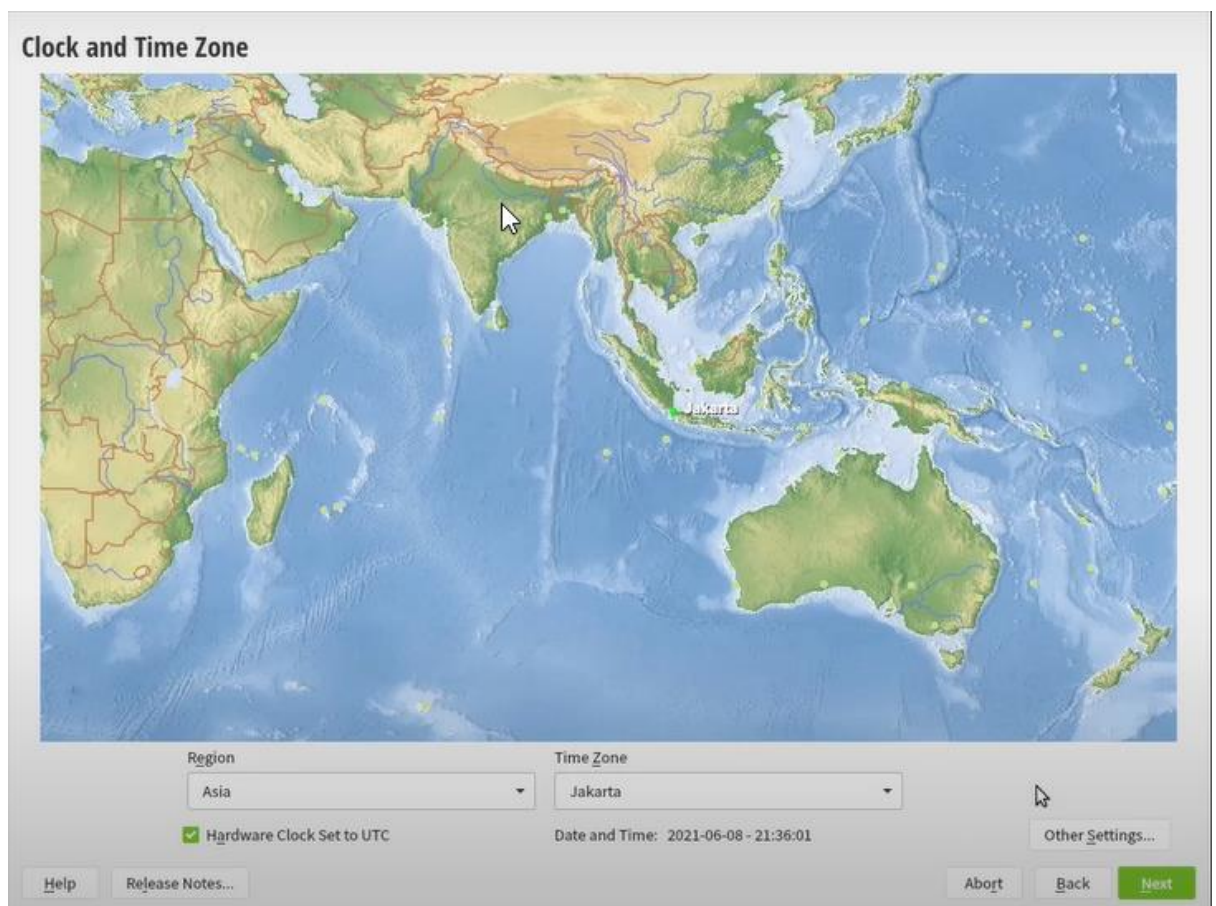 Clock and Time Zone
Jakarta
Region
Time Zone
Asia
Jakarta
Hardware Clock Set to UTC
Date and Time: 2021-06-08 - 21:36:01
Other Settings...
Help
Release Notes...
Abort
Back
Next